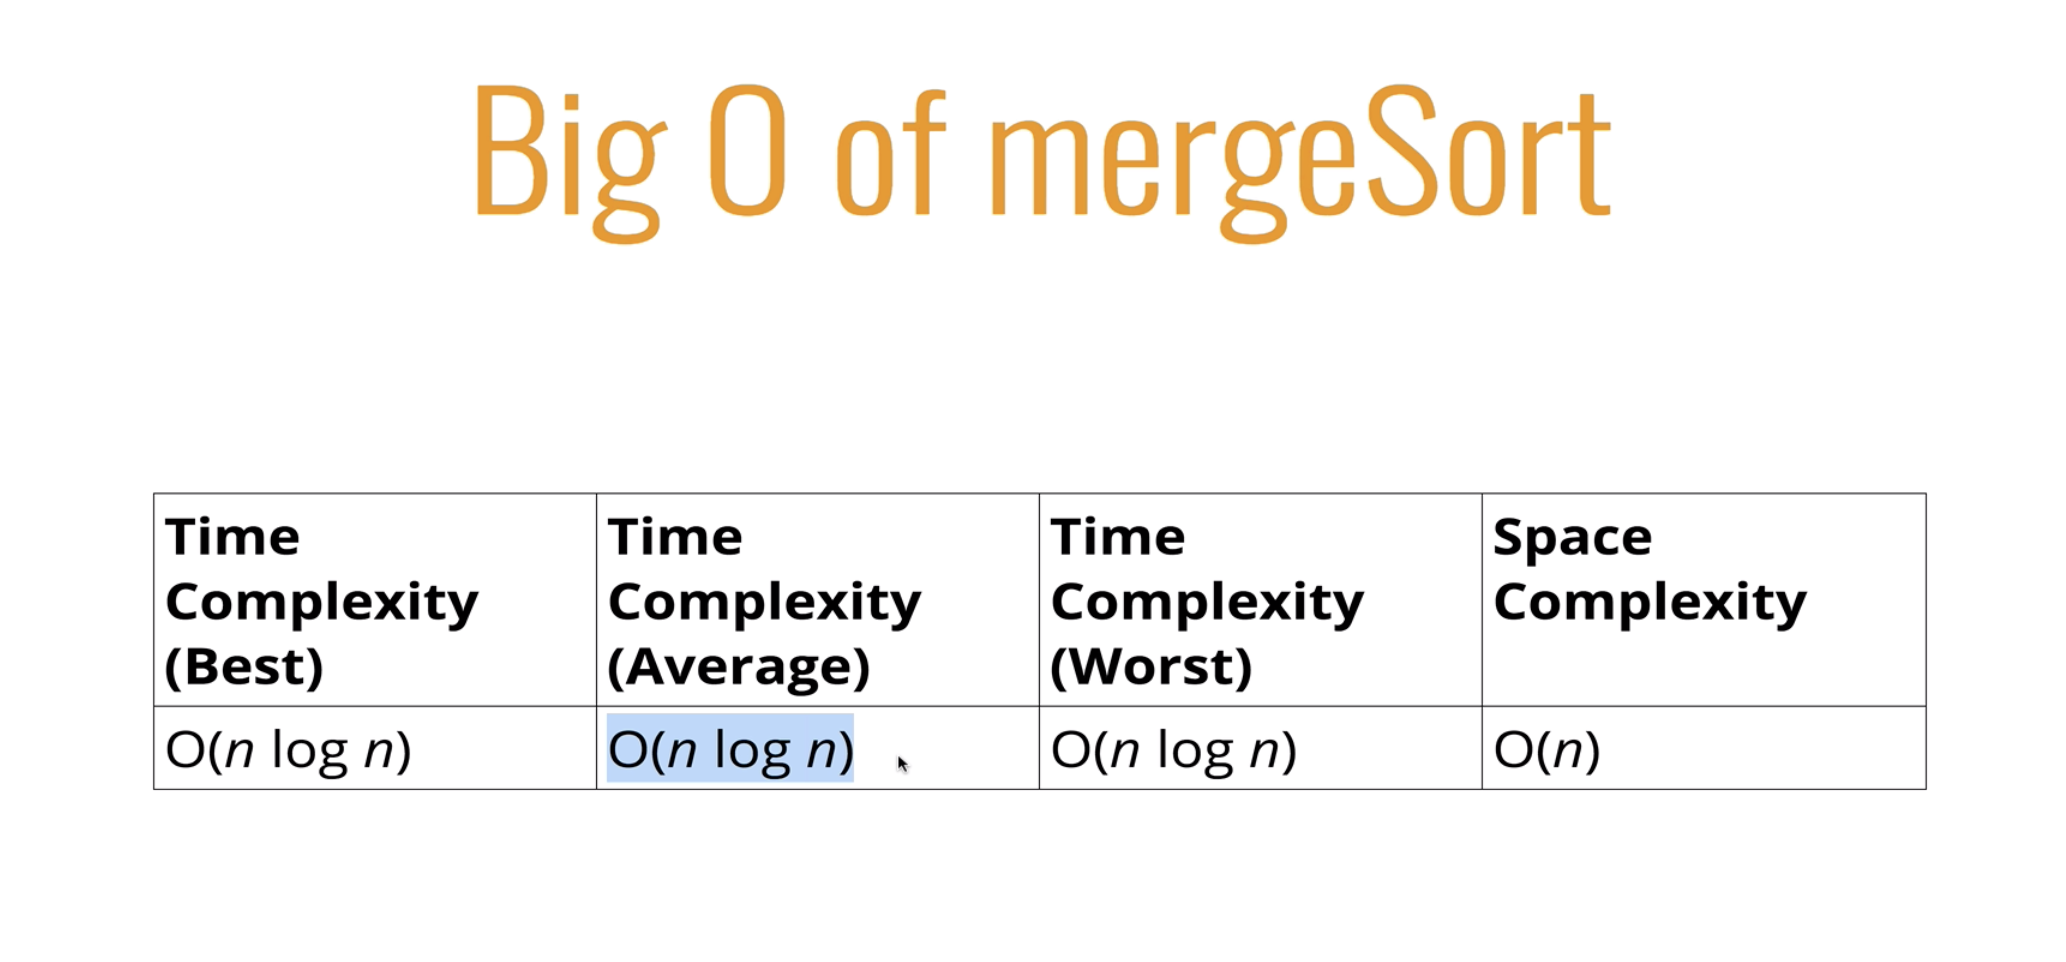 Big O of mergeSort
Time
Complexity
(Best)
Time
Complexity
(Average)
Time
Complexity
(Worst)
Space
Complexity
O(n log n)
O(n log n)
O(n log n)
O(n)